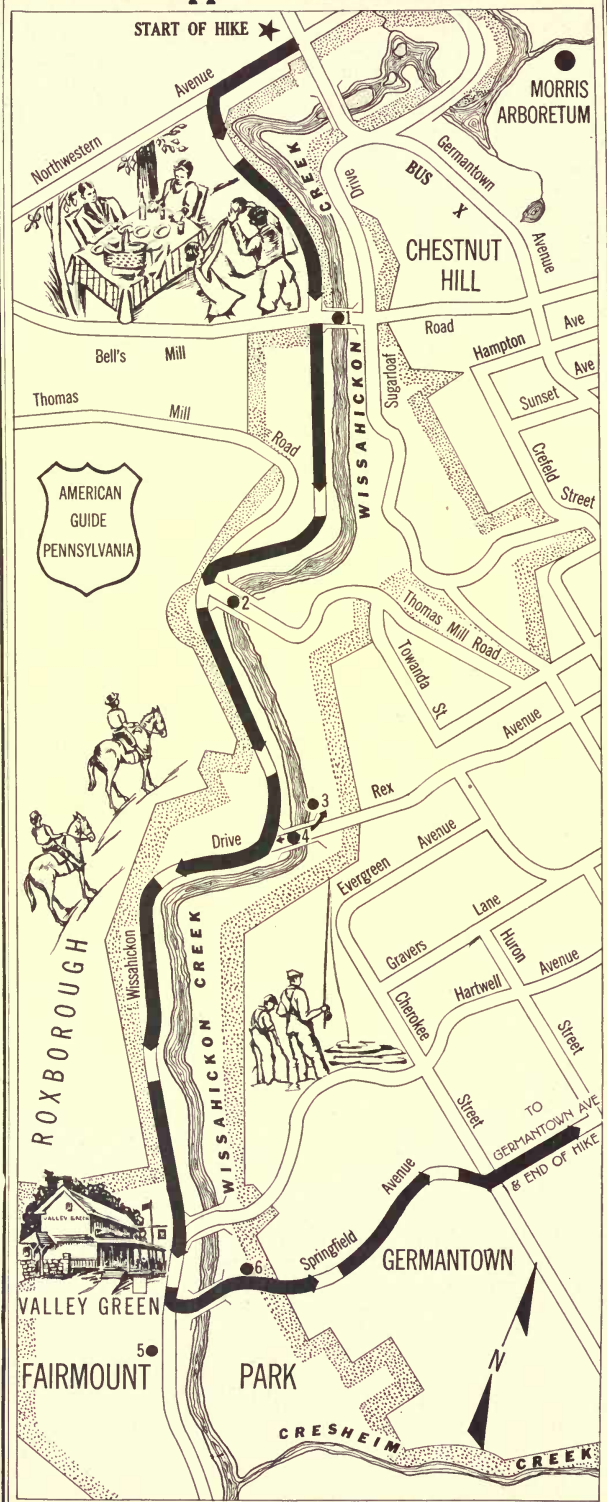 START OF HIKE
MORRIS
ARBORETUM
Avenue
Northwestern
CREEK
Drive
Germantown
BUS
X
Avenue
CHESTNUT
HILL
1
Road
Hampton
Ave
Bell's Mill
Sugarloaf
Ave
Sunset
WISSAHICKON
Thomas
Mill
Road
Crefeld
Street
AMERICAN
GUIDE
PENNSYLVANIA
2
Thomas Mill Road
Towanda
St
Avenue
3
Rex
Drive
4
Evergreen Avenue
Wissahickon
WISSAHICKON CREEK
Gravers Lane
Huron
Hartwell
Avenue
Cherokee
Street
ROXBOROUGH
Street
TO
GERMANTOWN AVE
& END OF HIKE
VALLEY GREEN
Avenue
Springfield
GERMANTOWN
6
VALLEY GREEN
5
N
FAIRMOUNT PARK
CRESHEIM CREEK